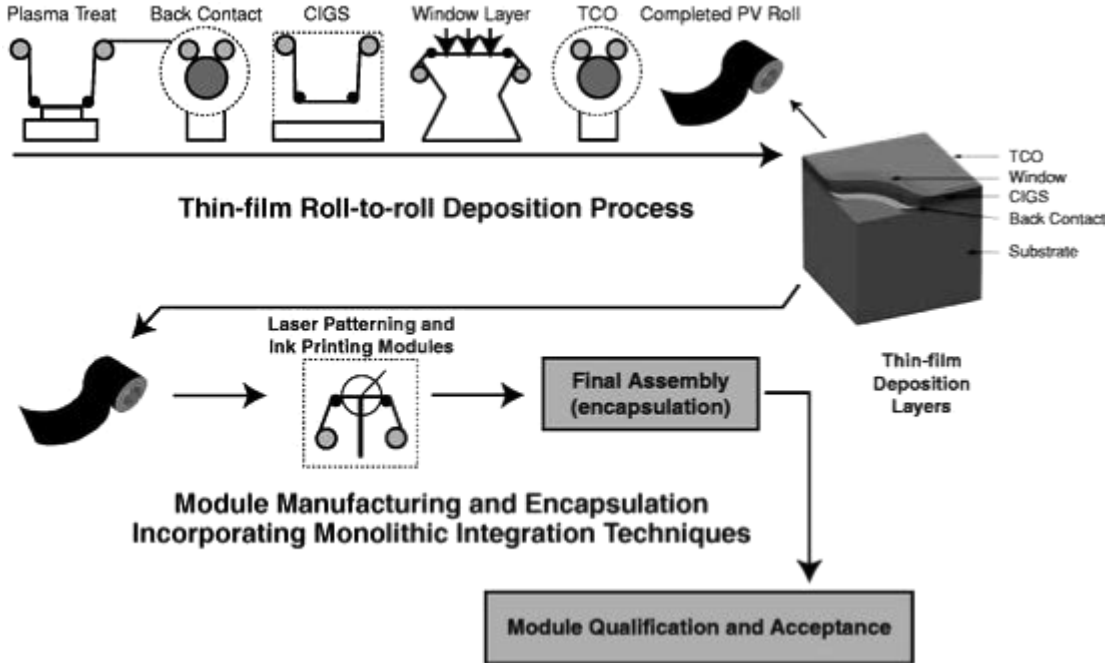 Plasma Treat
Back Contact
CIGS
Window Layer
TCO
Completed PV Roll
TCO
Window
CIGS
Back Contact
Substrate
Thin-film Roll-to-roll Deposition Process
Thin-film
Deposition
Layers
Laser Patterning and
Ink Printing Modules
Final Assembly
(encapsulation)
Module Manufacturing and Encapsulation
Incorporating Monolithic Integration Techniques
Module Qualification and Acceptance